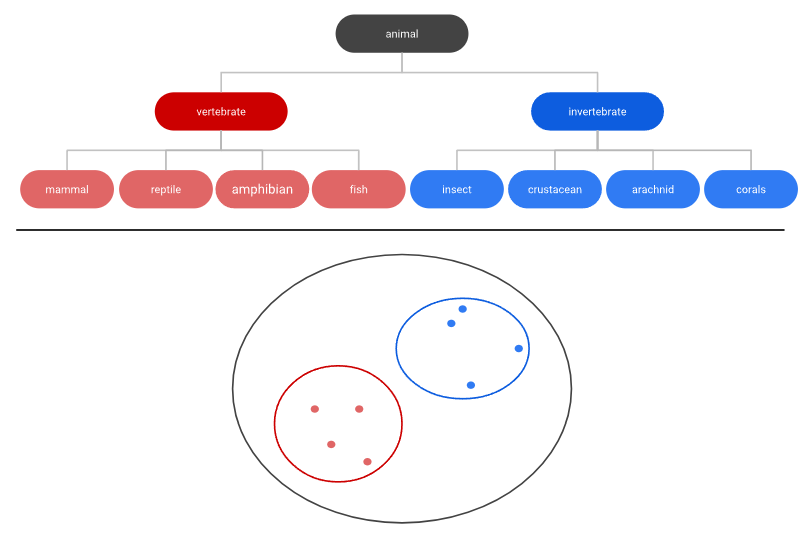 animal
vertebrate
invertebrate
mammal
reptile
amphibian
fish
insect
crustacean
arachnid
corals